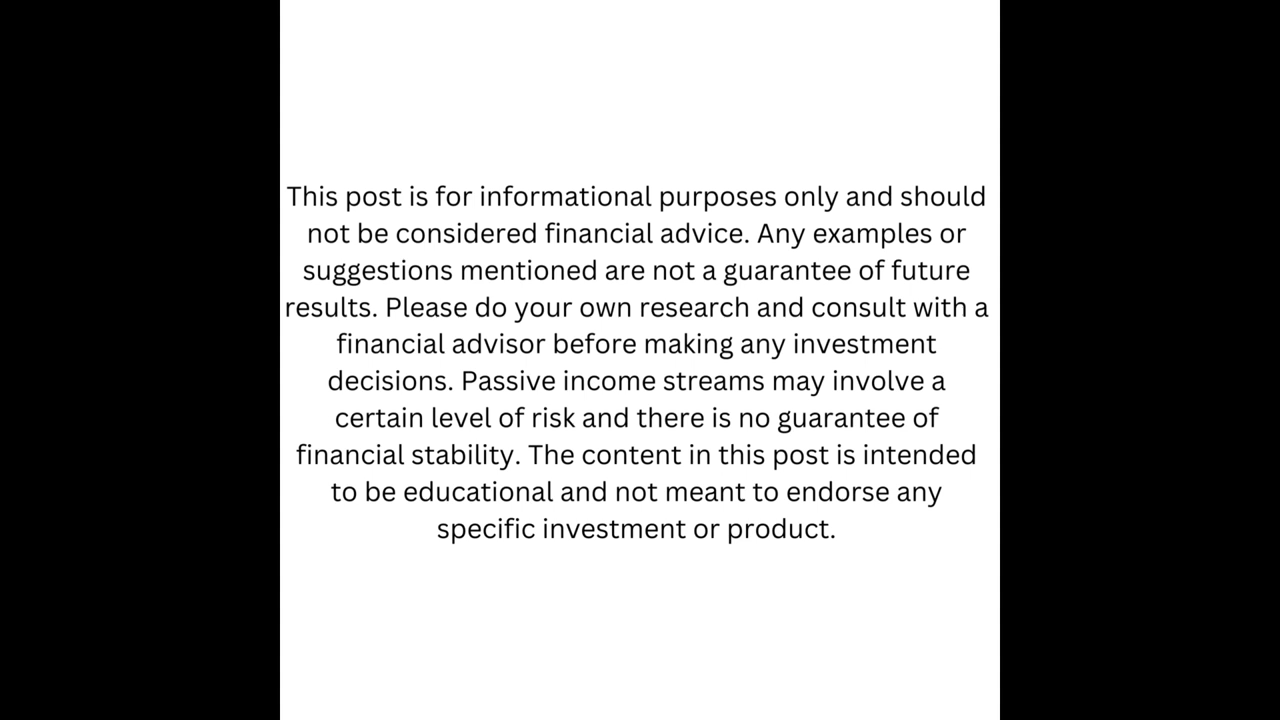 This post is for informational purposes only and should
not be considered financial advice. Any examples or
suggestions mentioned are not a guarantee of future
results. Please do your own research and consult with a
financial advisor before making any investment
decisions. Passive income streams may involve a
certain level of risk and there is no guarantee of
financial stability. The content in this post is intended
to be educational and not meant to endorse any
specific investment or product.